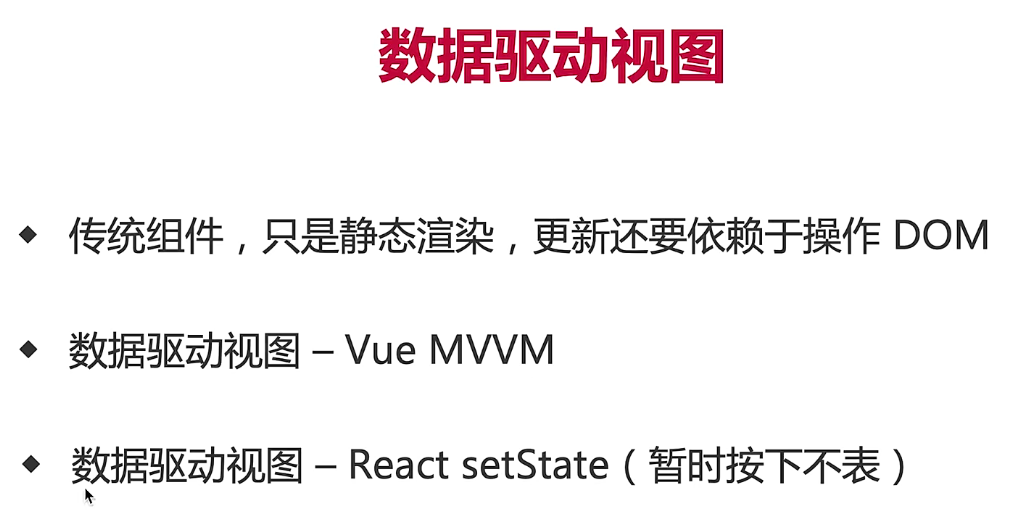 数据驱动视图
◆ 传统组件，只是静态渲染，更新还要依赖于操作 DOM
◆ 数据驱动视图 – Vue MVVM
◆ 数据驱动视图 – React setState（暂时按下不表）